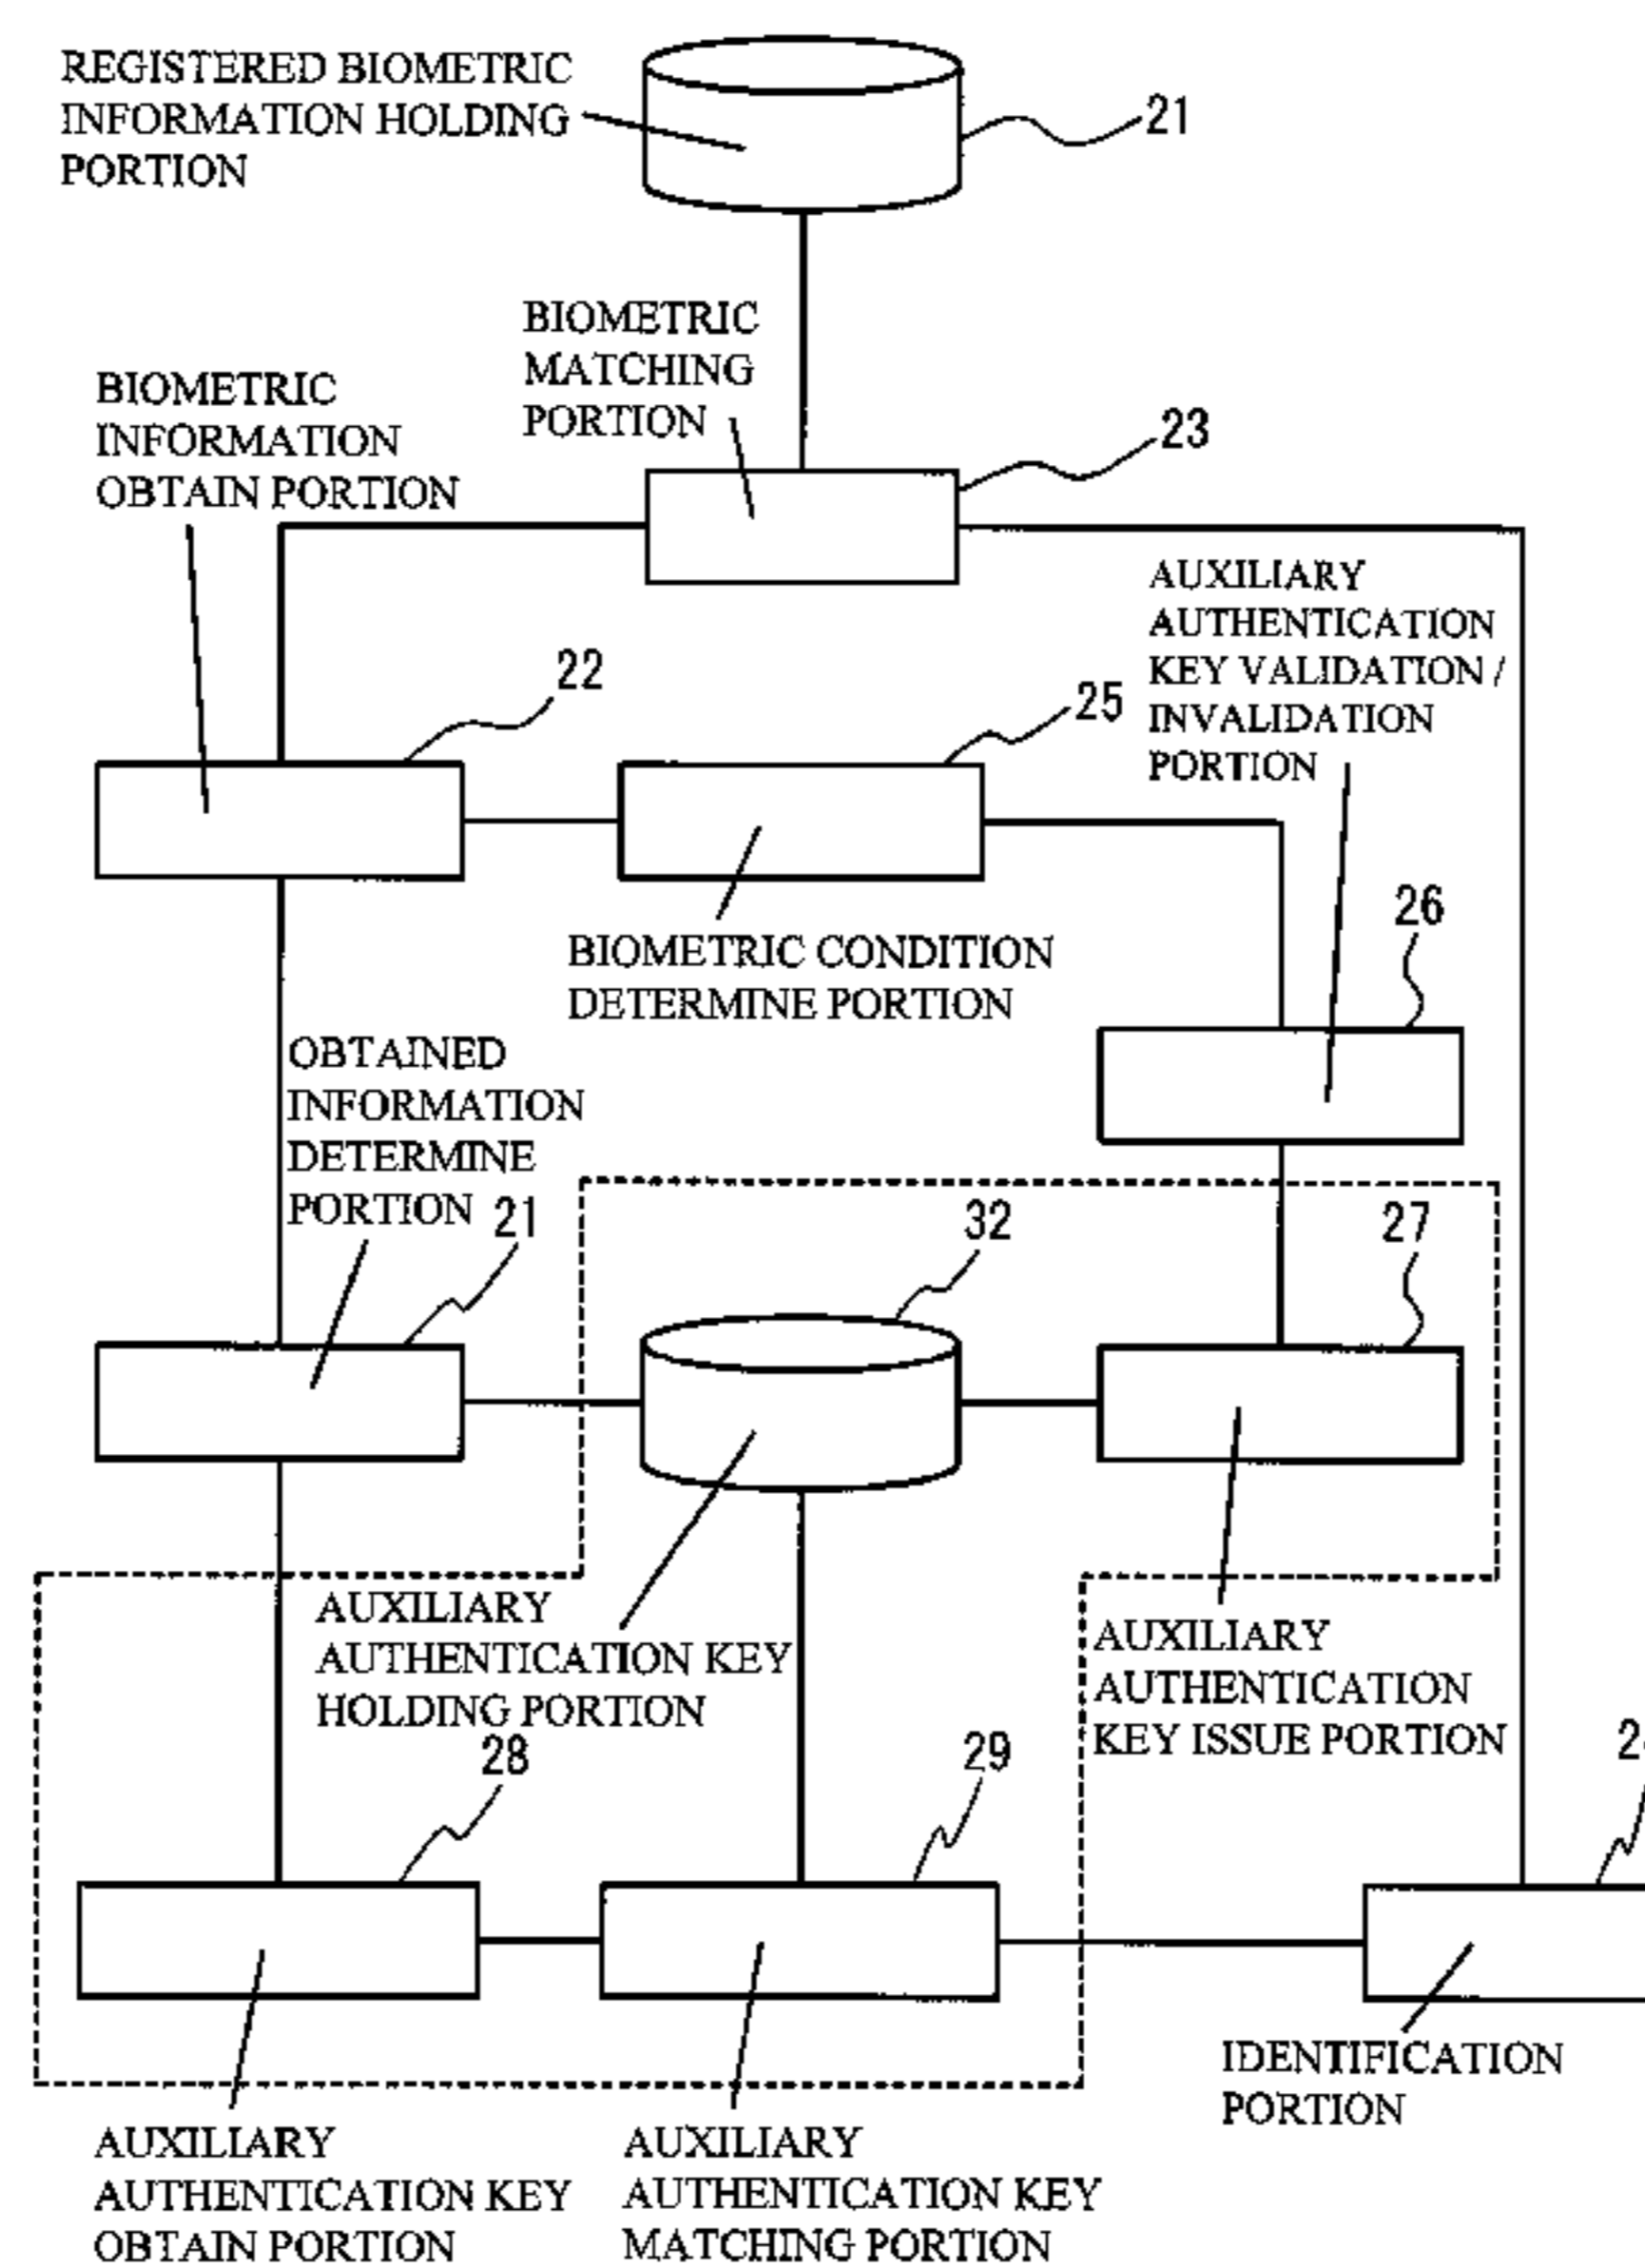 REGISTERED BIOMETRIC
INFORMATION HOLDING
PORTION
21
BIOMETRIC
MATCHING
PORTION
23
BIOMETRIC
INFORMATION
OBTAIN PORTION
AUXILIARY
AUTHENTICATION
KEY VALIDATION /
INVALIDATION
PORTION
22
25
BIOMETRIC CONDITION
DETERMINE PORTION
26
OBTAINED
INFORMATION
DETERMINE
PORTION
21
32
27
AUXILIARY
AUTHENTICATION KEY
HOLDING PORTION
AUXILIARY
AUTHENTICATION
KEY ISSUE PORTION
28
29
IDENTIFICATION
PORTION
AUXILIARY
AUTHENTICATION KEY
OBTAIN PORTION
AUXILIARY
AUTHENTICATION KEY
MATCHING PORTION